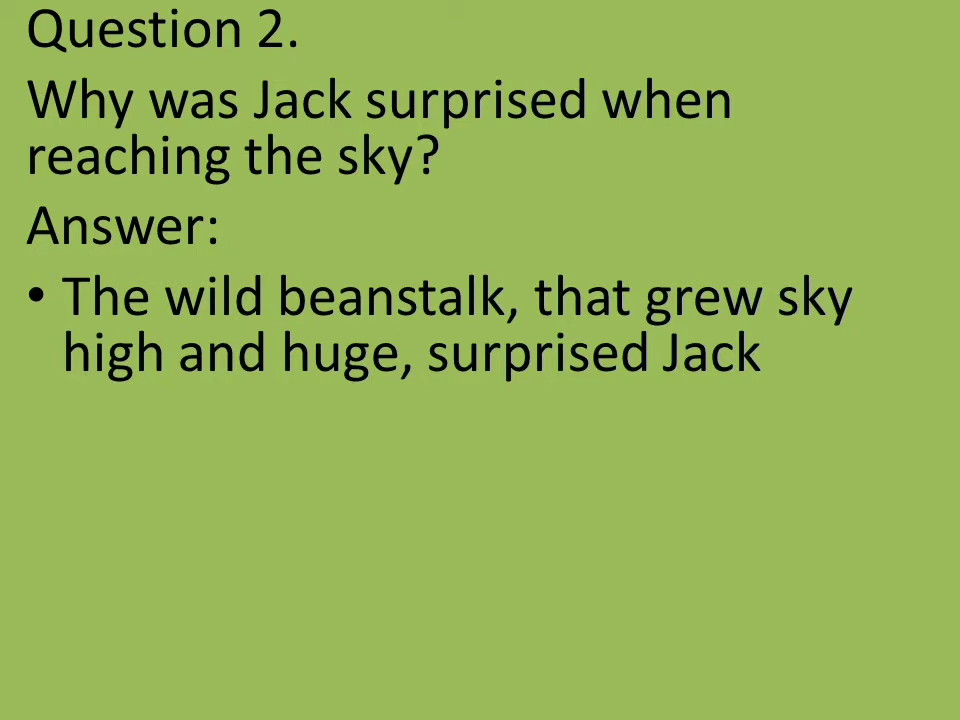 Question 2.
Why was Jack surprised when
reaching the sky?
Answer:
• The wild beanstalk, that grew sky
high and huge, surprised Jack